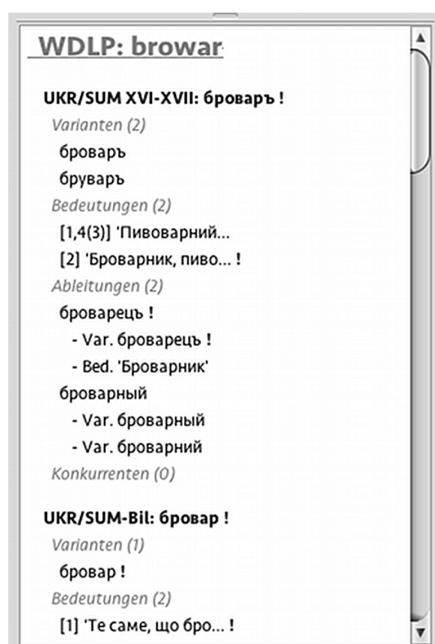 WDLP: browar
UKR/SUM XVI-XVII: броваръ !
Varianten (2)
броваръ
бруваръ
Bedeutungen (2)
[1,4(3)] 'Пивоварний...
[2] 'Броварник, пиво... !
Ableitungen (2)
броварецъ !
- Var. броварецъ !
- Bed. 'Броварник'
броварный
- Var. броварный
- Var. броварний
Konkurrenten (0)
UKR/SUM-Bil: бровар !
Varianten (1)
бровар !
Bedeutungen (2)
[1] 'Те саме, що бро... !